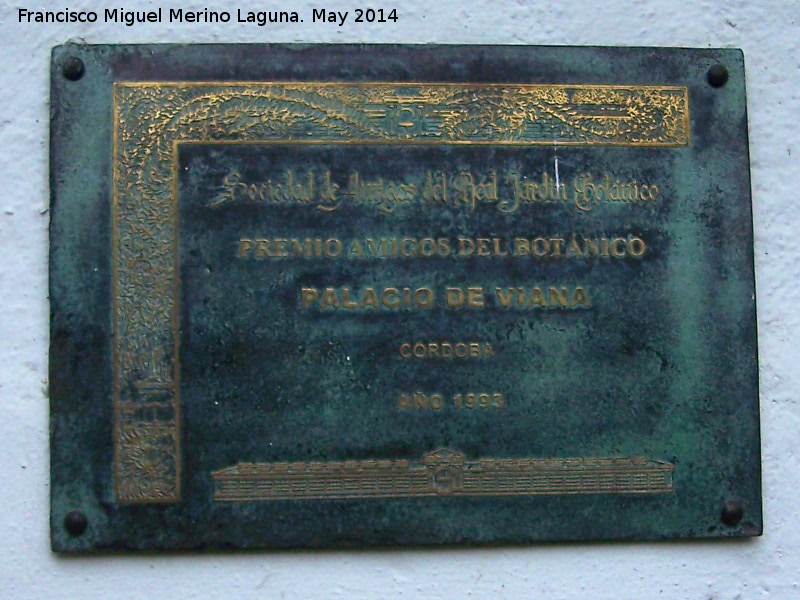 Francisco Miguel Merino Laguna. May 2014
Sociedad de Amigos del Real Jardín Botánico
PREMIO AMIGOS DEL BOTÁNICO
PALACIO DE VIANA
CÓRDOBA
AÑO 1993